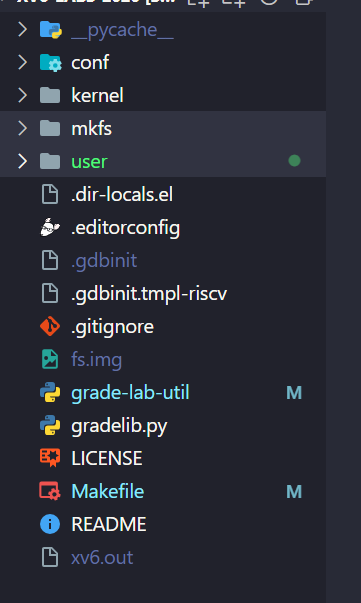 __pycache__
conf
kernel
mkfs
user
.dir-locals.el
.editorconfig
.gdbinit
.gdbinit.tmpl-riscv
.gitignore
fs.img
grade-lab-util M
gradelib.py
LICENSE
Makefile M
README
xv6.out